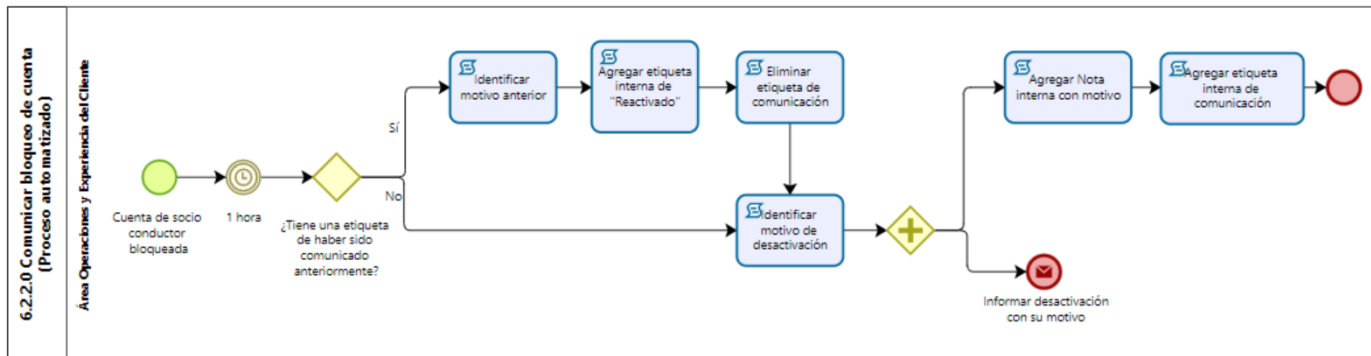 6.2.2.0 Comunicar bloqueo de cuenta
(Proceso automatizado)
Área Operaciones y Experiencia del Cliente
Cuenta de socio
conductor
bloqueada
1 hora
¿Tiene una etiqueta
de haber sido
comunicado
anteriormente?
Sí
No
Identificar
motivo anterior
Agregar etiqueta
interna de
"Reactivado"
Eliminar
etiqueta de
comunicación
Identificar
motivo de
desactivación
Agregar Nota
interna con motivo
Agregar etiqueta
interna de
comunicación
Informar desactivación
con su motivo